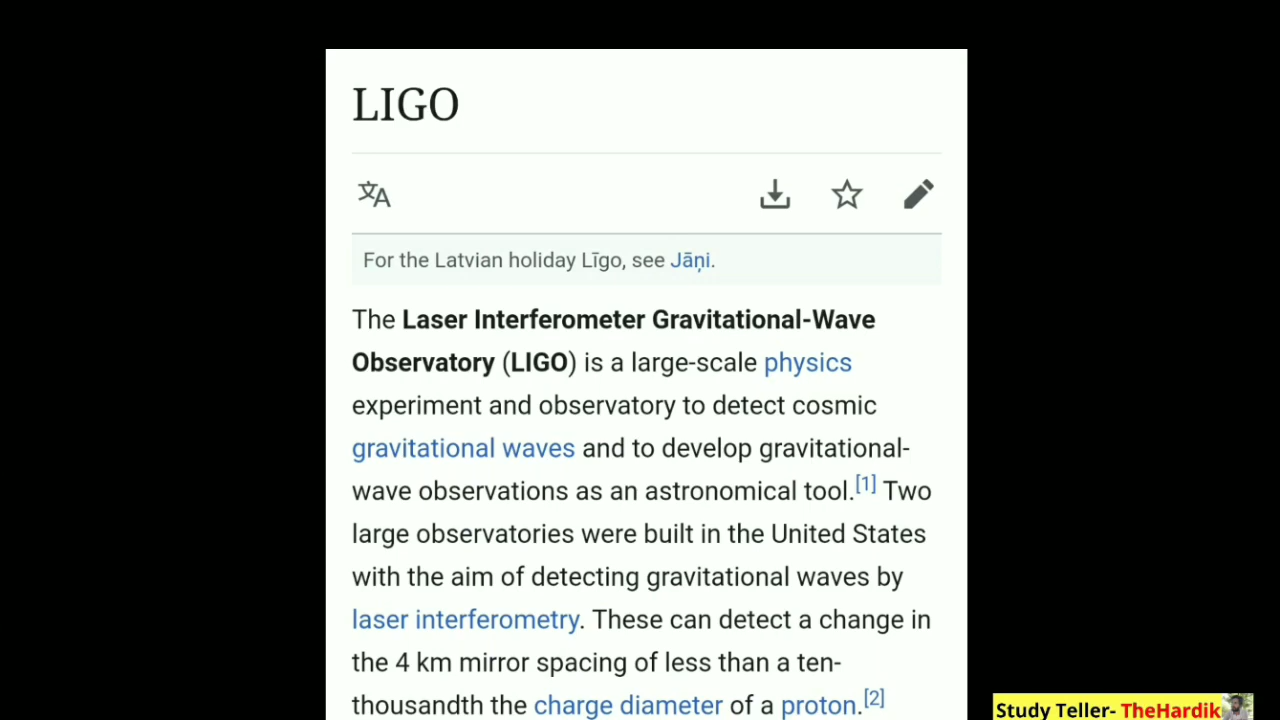 LIGO
文A
For the Latvian holiday Līgo, see Jāņi.
The Laser Interferometer Gravitational-Wave
Observatory (LIGO) is a large-scale physics
experiment and observatory to detect cosmic
gravitational waves and to develop gravitational-
wave observations as an astronomical tool.[1] Two
large observatories were built in the United States
with the aim of detecting gravitational waves by
laser interferometry. These can detect a change in
the 4 km mirror spacing of less than a ten-
thousandth the charge diameter of a proton.[2]
Study Teller- TheHardik